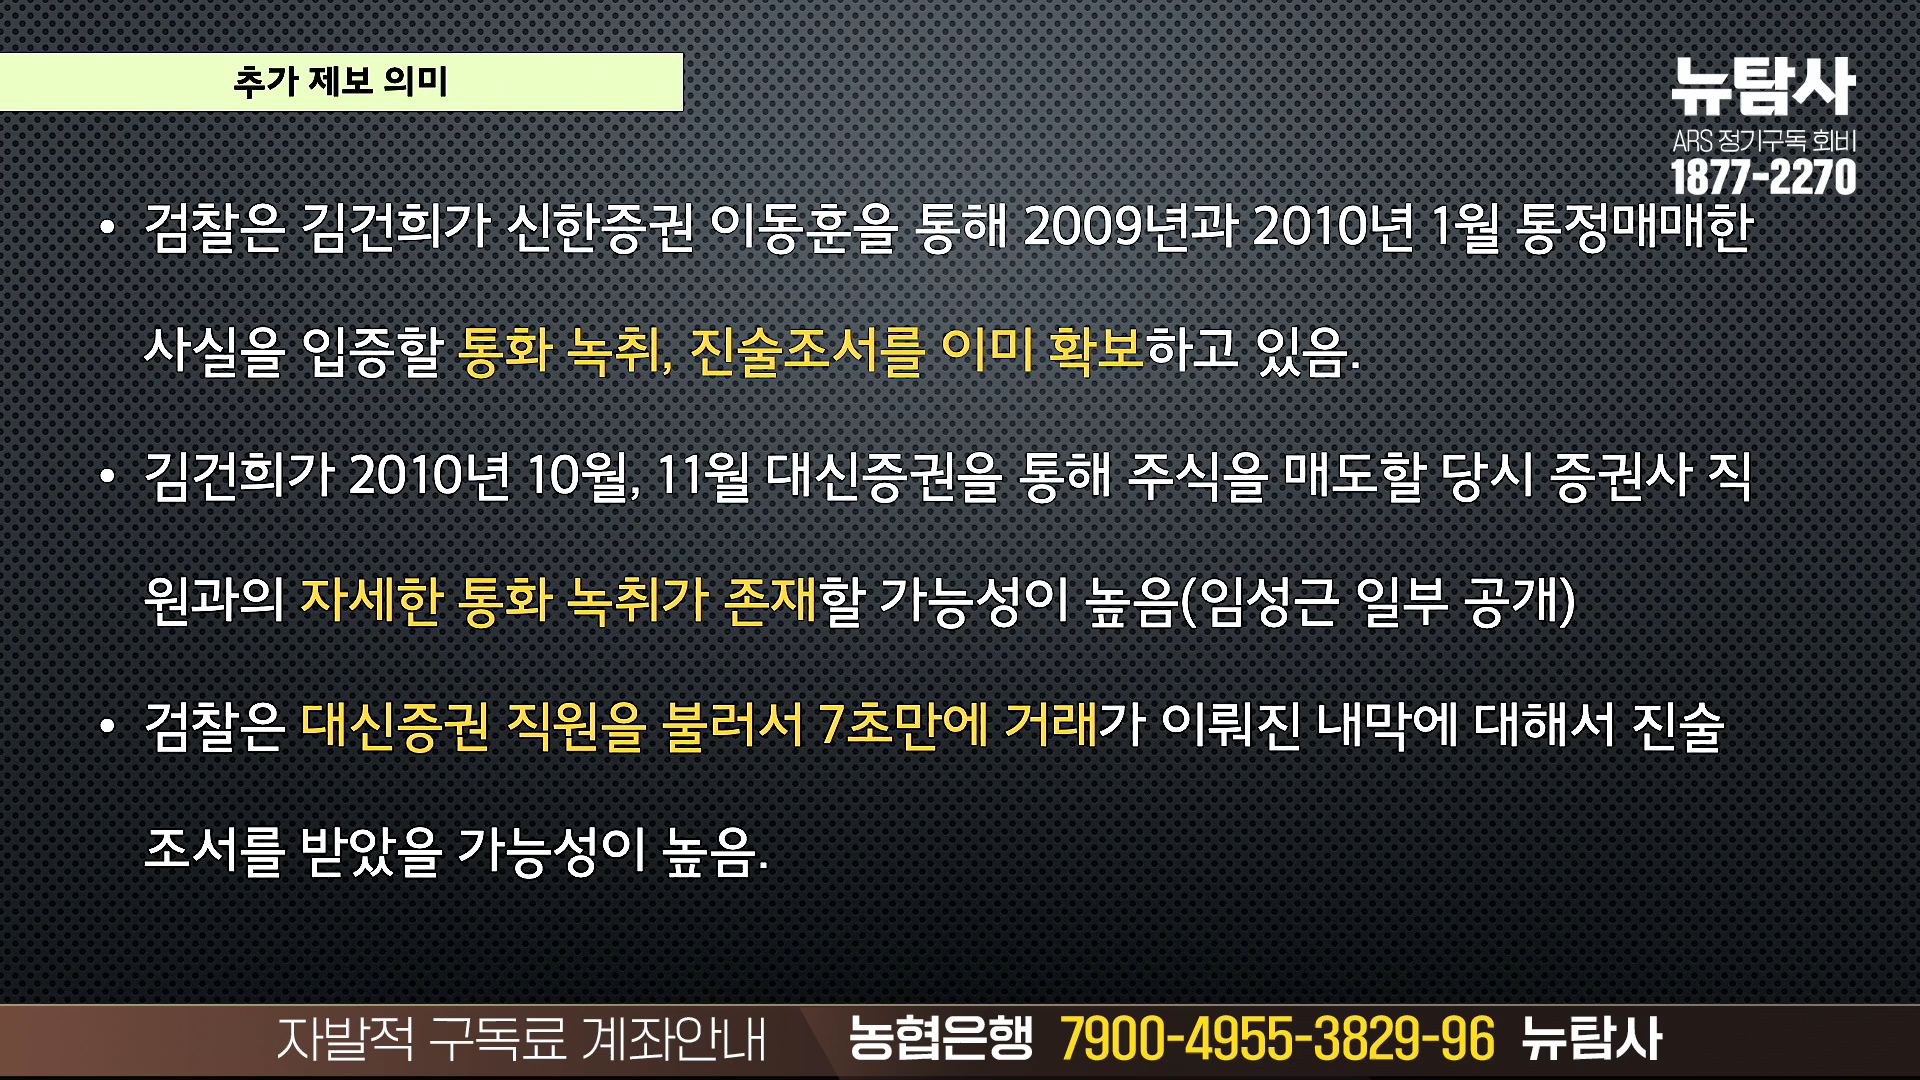 추가 제보 의미
뉴탐사
ARS 정기구독 회비
1877-2270
• 검찰은 김건희가 신한증권 이동훈을 통해 2009년과 2010년 1월 통정매매한
사실을 입증할 통화 녹취, 진술조서를 이미 확보하고 있음.
• 김건희가 2010년 10월, 11월 대신증권을 통해 주식을 매도할 당시 증권사 직
원과의 자세한 통화 녹취가 존재할 가능성이 높음(임성근 일부 공개)
• 검찰은 대신증권 직원을 불러서 7초만에 거래가 이뤄진 내막에 대해서 진술
조서를 받았을 가능성이 높음.
자발적 구독료 계좌안내 농협은행 7900-4955-3829-96 뉴탐사